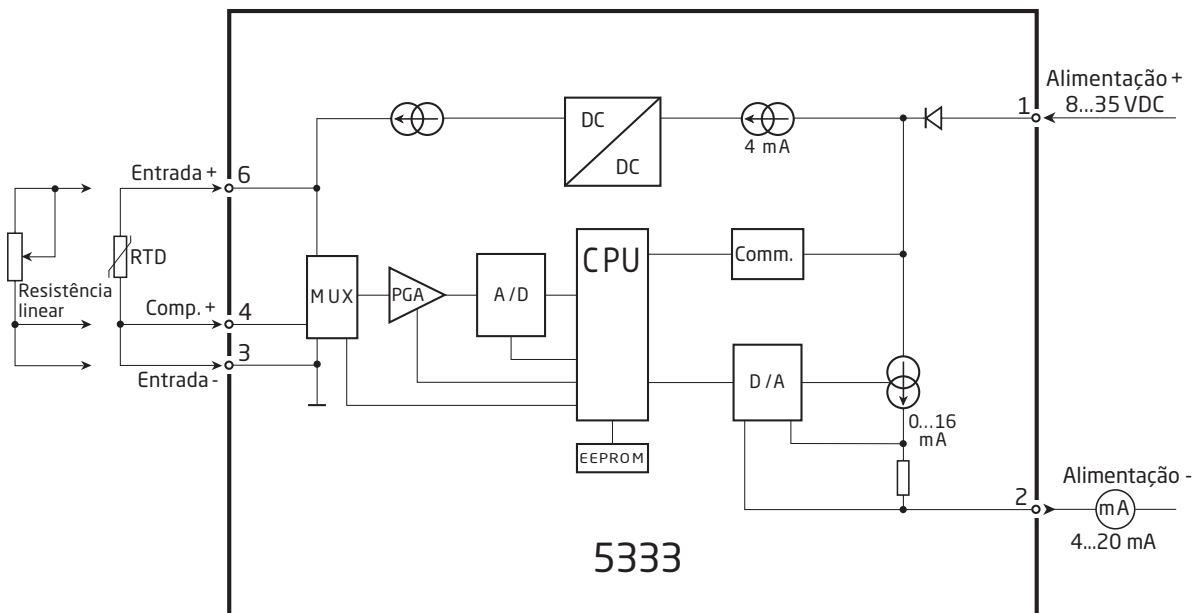 Alimentação +
8...35 VDC
1
DC
DC
4 mA
Entrada +
6
RTD
Resistência
linear
Comp. +
4
3
Entrada -
MUX
PGA
A/D
CPU
Comm.
D/A
0...16
mA
EEPROM
2
Alimentação -
mA
4...20 mA
5333